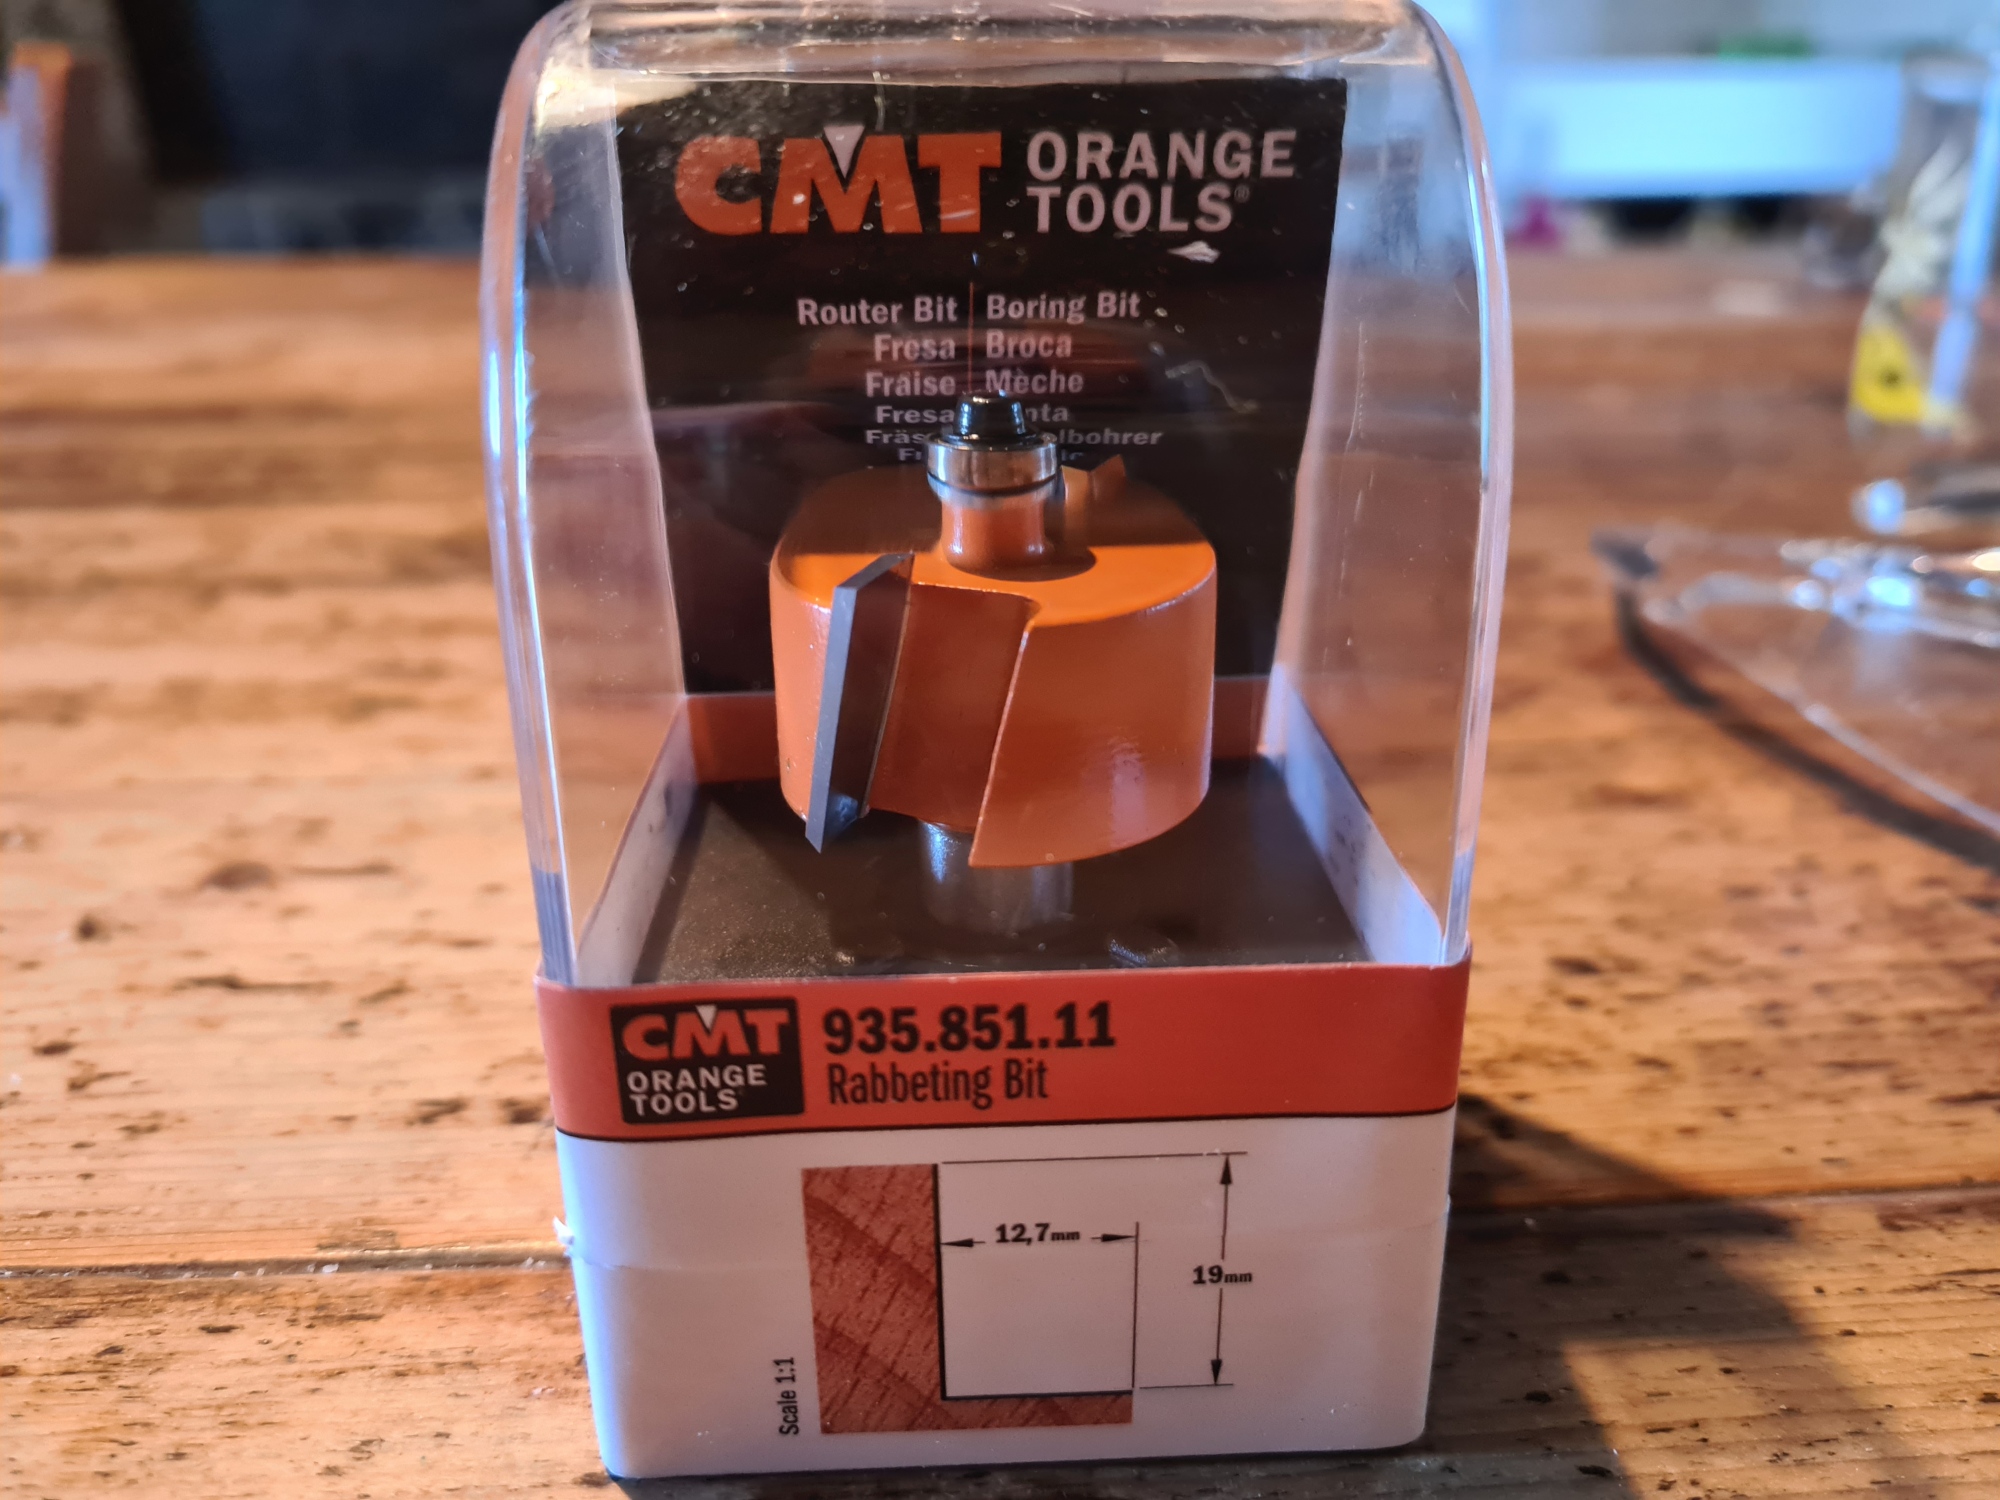 CMT ORANGE TOOLS®
Router Bit | Boring Bit
Fresa | Broca
Fraise | Mèche
Fresa
CMT
ORANGE
TOOLS
935.851.11
Rabbeting Bit
12,7mm
19mm
Scale 1:1